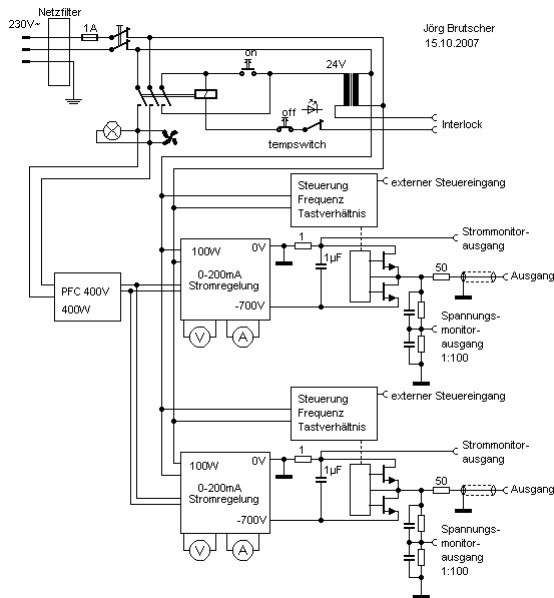 Netzfilter
230V~
1A
Jörg Brutscher
15.10.2007
on
24V
off
Interlock
tempswitch
Steuerung
Frequenz
Tastverhältnis
externer Steuereingang
100W
0V
0-200mA
Stromregelung
-700V
V
A
1
1µF
Strommonitor-
ausgang
50
Ausgang
Spannungs-
monitor-
ausgang
1:100
PFC 400V
400W
Steuerung
Frequenz
Tastverhältnis
externer Steuereingang
100W
0V
0-200mA
Stromregelung
-700V
V
A
1
1µF
Strommonitor-
ausgang
50
Ausgang
Spannungs-
monitor-
ausgang
1:100